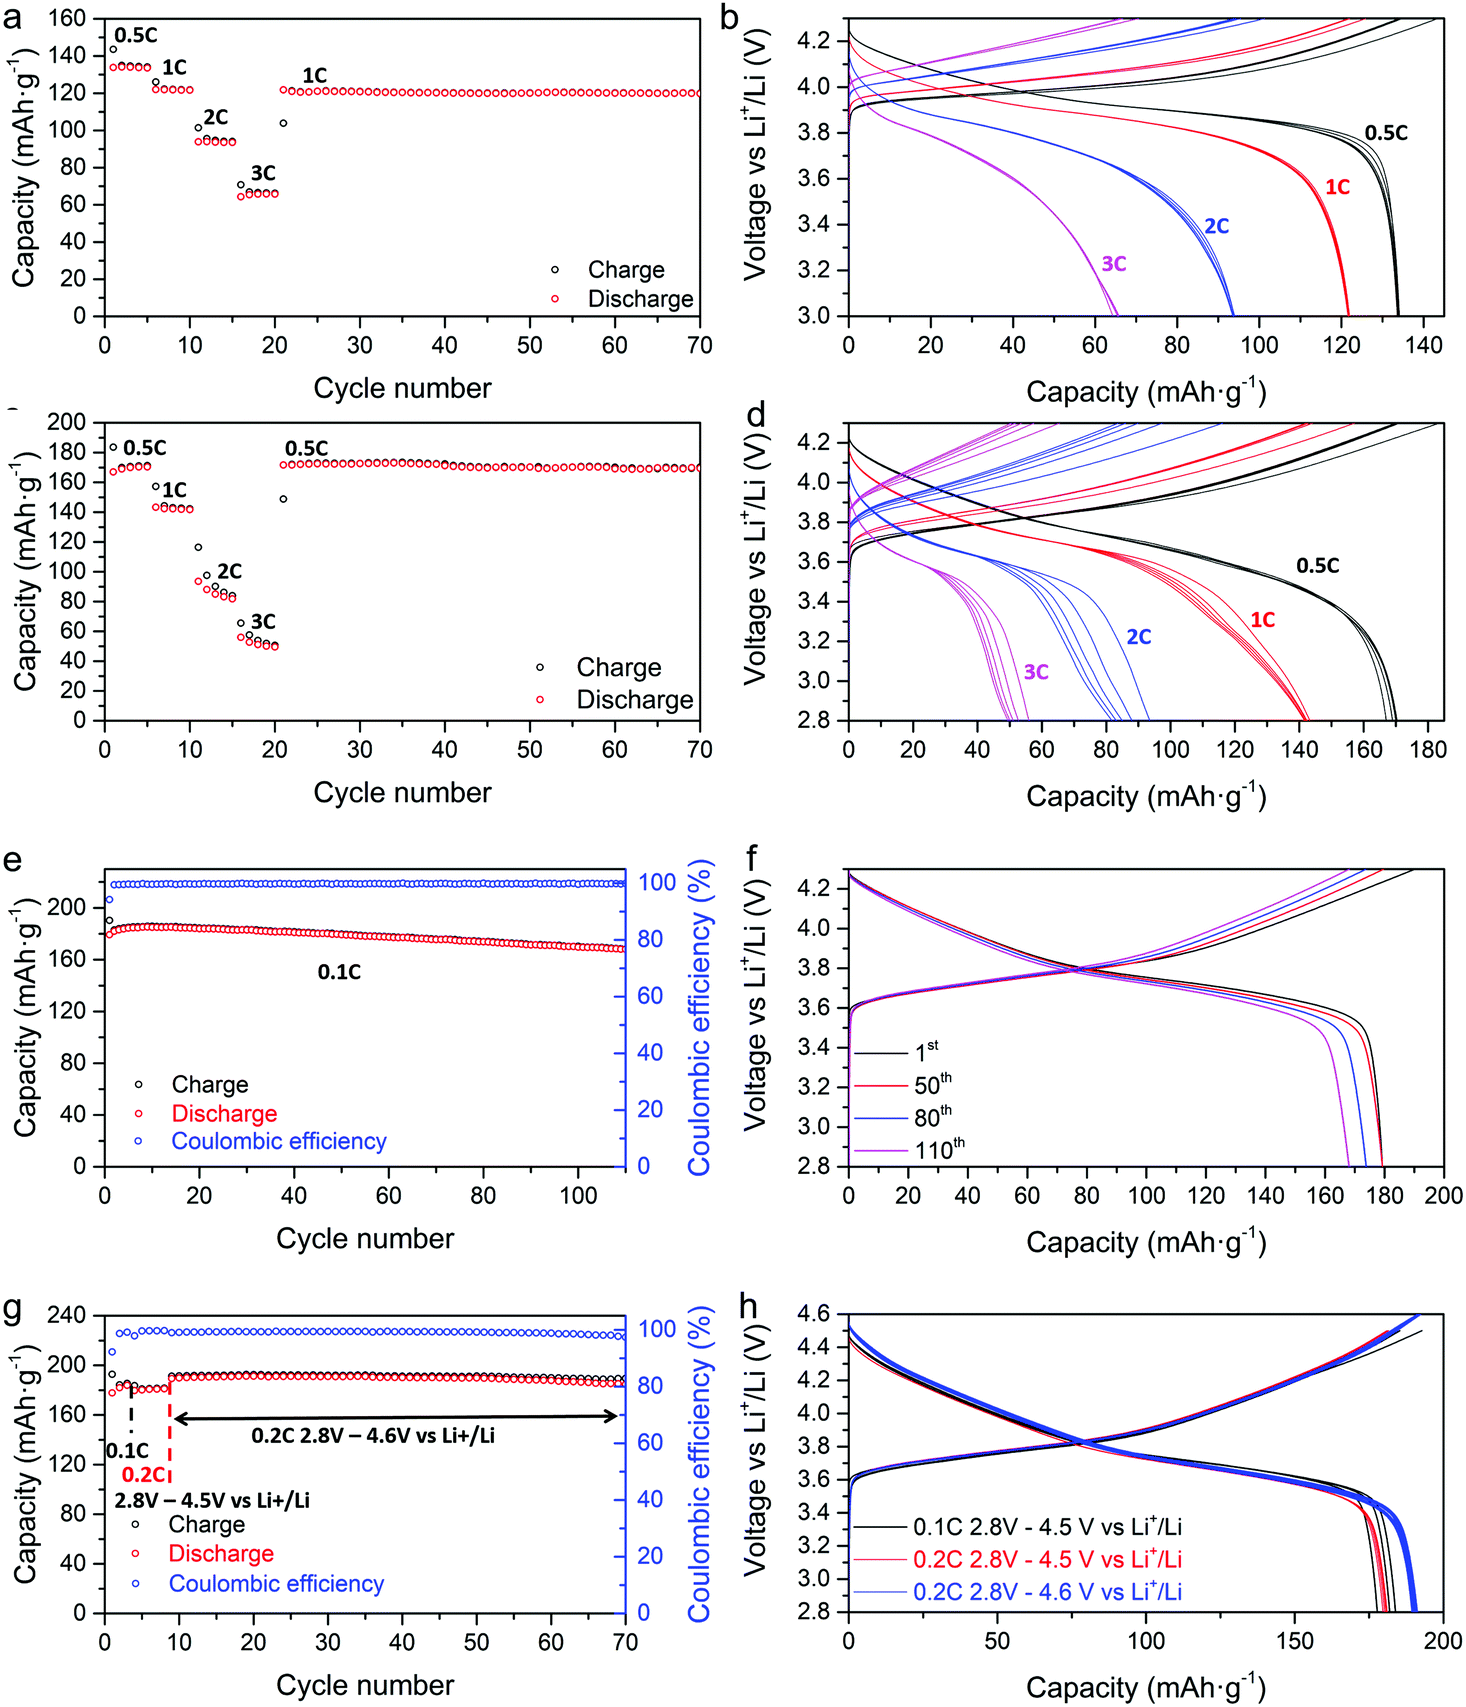 a
160
140
120
100
80
60
40
20
0
Capacity (mAh·g⁻¹)
0.5C
1C
2C
3C
1C
Charge
Discharge
0 10 20 30 40 50 60 70
Cycle number
b
4.2
4.0
3.8
3.6
3.4
3.2
3.0
Voltage vs Li⁺/Li (V)
0.5C
1C
2C
3C
0 20 40 60 80 100 120 140
Capacity (mAh·g⁻¹)
200
180
160
140
120
100
80
60
40
20
0
Capacity (mAh·g⁻¹)
0.5C
1C
2C
3C
0.5C
Charge
Discharge
0 10 20 30 40 50 60 70
Cycle number
d
4.2
4.0
3.8
3.6
3.4
3.2
3.0
2.8
Voltage vs Li⁺/Li (V)
0.5C
1C
2C
3C
0 20 40 60 80 100 120 140 160 180
Capacity (mAh·g⁻¹)
e
200
160
120
80
40
0
Capacity (mAh·g⁻¹)
0.1C
Charge
Discharge
Coulombic efficiency
0 20 40 60 80 100
Cycle number
100
80
60
40
20
0
Coulombic efficiency (%)
f
4.2
4.0
3.8
3.6
3.4
3.2
3.0
2.8
Voltage vs Li⁺/Li (V)
1st
50th
80th
110th
0 20 40 60 80 100 120 140 160 180 200
Capacity (mAh·g⁻¹)
g
240
200
160
120
80
40
0
Capacity (mAh·g⁻¹)
0.1C
0.2C
0.2C 2.8V – 4.6V vs Li+/Li
2.8V – 4.5V vs Li+/Li
Charge
Discharge
Coulombic efficiency
0 10 20 30 40 50 60 70
Cycle number
100
80
60
40
20
0
Coulombic efficiency (%)
h
4.6
4.4
4.2
4.0
3.8
3.6
3.4
3.2
3.0
2.8
Voltage vs Li⁺/Li (V)
0.1C 2.8V - 4.5 V vs Li⁺/Li
0.2C 2.8V - 4.5 V vs Li⁺/Li
0.2C 2.8V - 4.6 V vs Li⁺/Li
0 50 100 150 200
Capacity (mAh·g⁻¹)